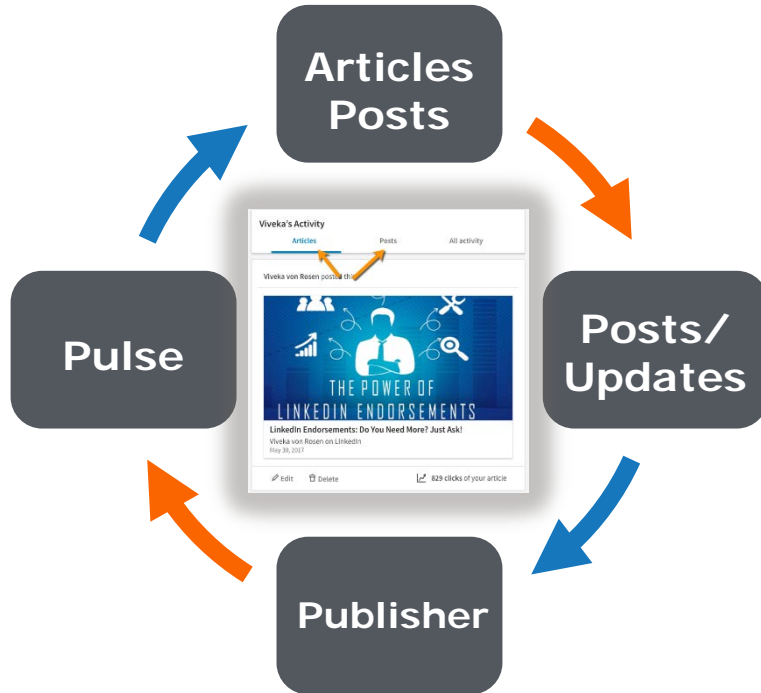 Articles
Posts
Viveka's Activity
Articles Posts All activity
Viveka von Rosen posted
THE POWER OF
LINKEDIN ENDORSEMENTS
LinkedIn Endorsements: Do You Need More? Just Ask!
Viveka von Rosen on LinkedIn
May 30, 2017
Edit Delete 829 clicks of your article
Pulse
Posts/
Updates
Publisher